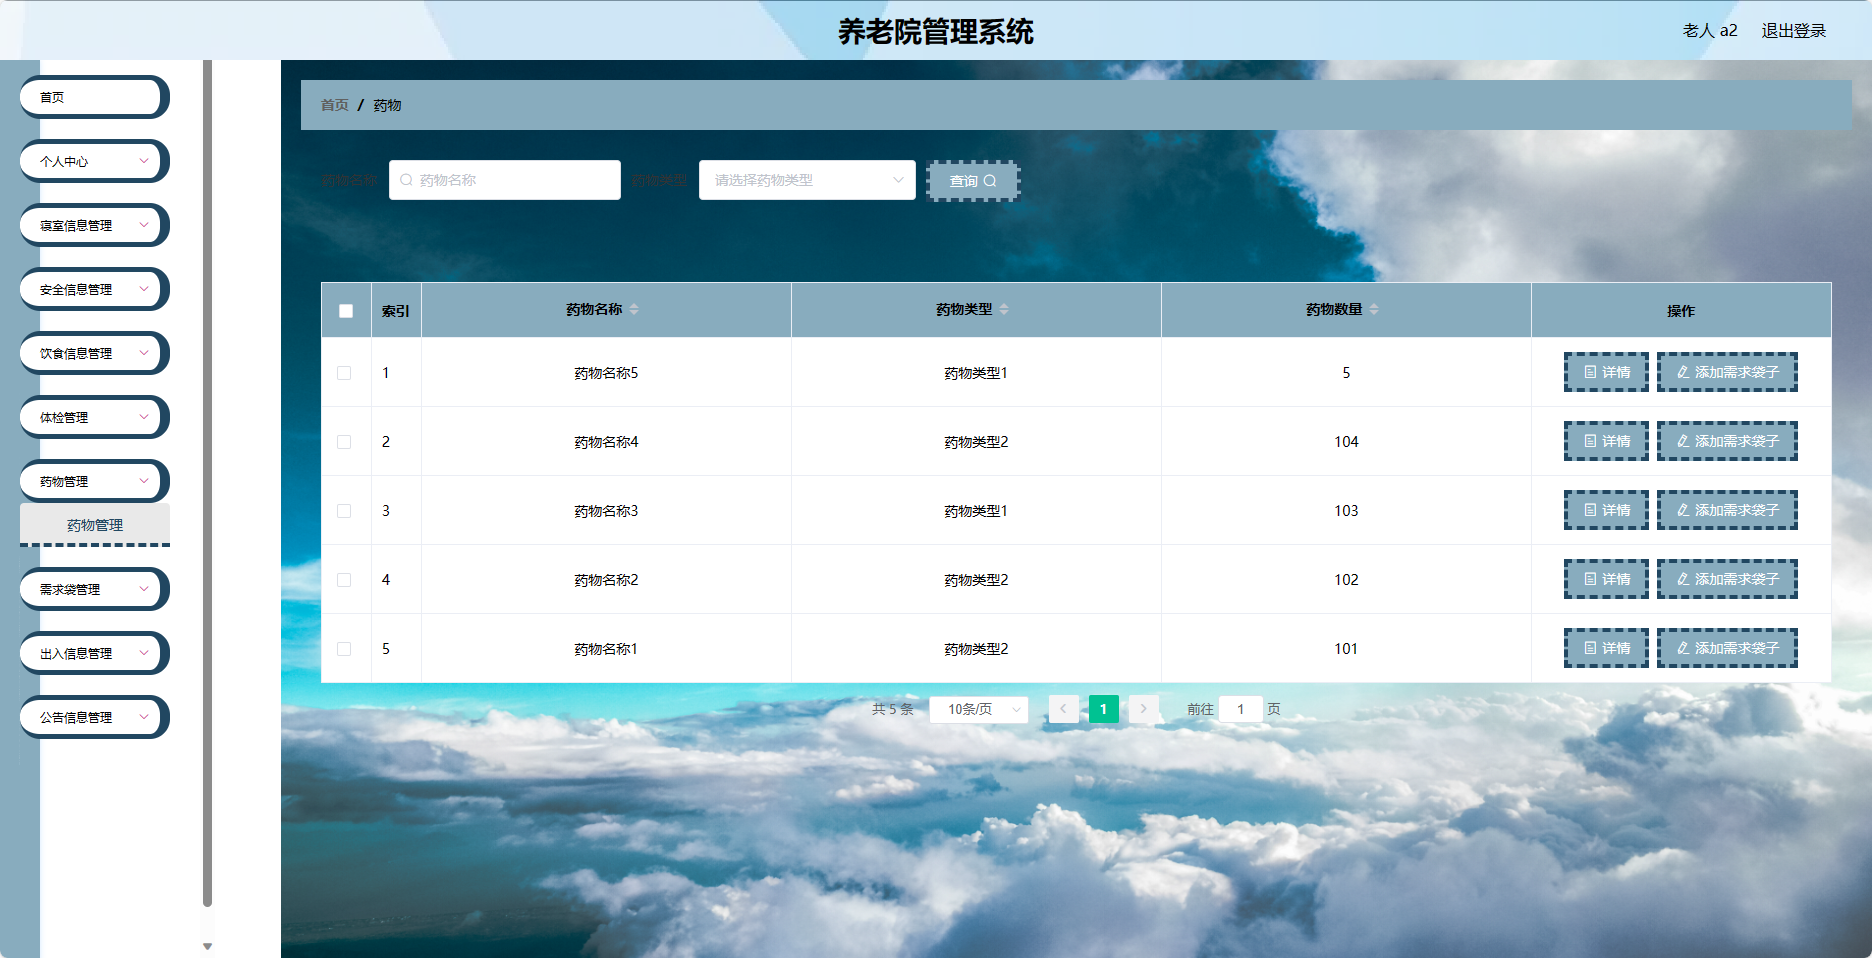 养老院管理系统
老人 a2 退出登录
首页
个人中心
寝室信息管理
安全信息管理
饮食信息管理
体检管理
药物管理
药物管理
需求袋管理
出入信息管理
公告信息管理
首页 / 药物
药物名称 药物名称 药物类型 请选择药物类型 查询
索引 药物名称 药物类型 药物数量 操作
1 药物名称5 药物类型1 5 详情 添加需求袋子
2 药物名称4 药物类型2 104 详情 添加需求袋子
3 药物名称3 药物类型1 103 详情 添加需求袋子
4 药物名称2 药物类型2 102 详情 添加需求袋子
5 药物名称1 药物类型2 101 详情 添加需求袋子
共 5 条 10条/页 1 前往 1 页